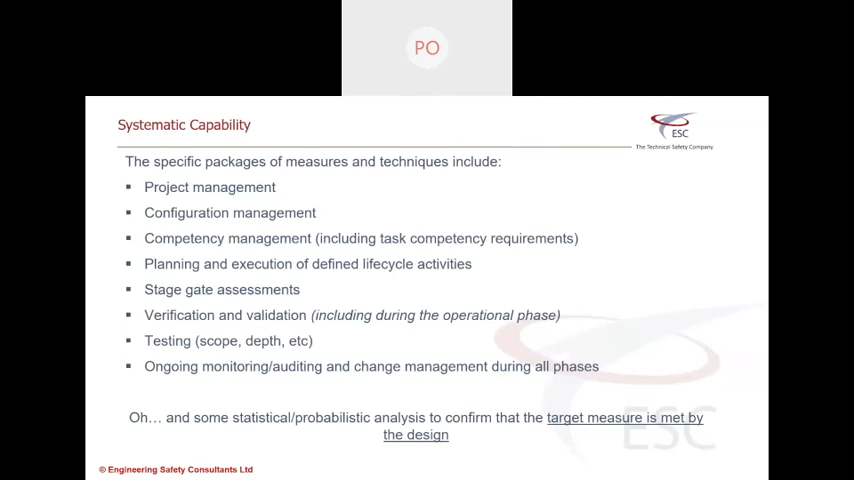 PO
Systematic Capability
ESC
The Technical Safety Company
The specific packages of measures and techniques include:
▪ Project management
▪ Configuration management
▪ Competency management (including task competency requirements)
▪ Planning and execution of defined lifecycle activities
▪ Stage gate assessments
▪ Verification and validation (including during the operational phase)
▪ Testing (scope, depth, etc)
▪ Ongoing monitoring/auditing and change management during all phases
Oh… and some statistical/probabilistic analysis to confirm that the target measure is met by
the design
ESC
© Engineering Safety Consultants Ltd